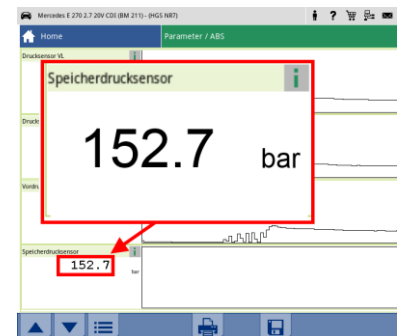 Mercedes E 270 2.7 20V CDI (BM 211) - (HGS NR7)
Home
Parameter / ABS
Drucksensor VL
Speicherdrucksensor
152.7 bar
Druck
Vordru
Speicherdrucksensor
152.7 bar